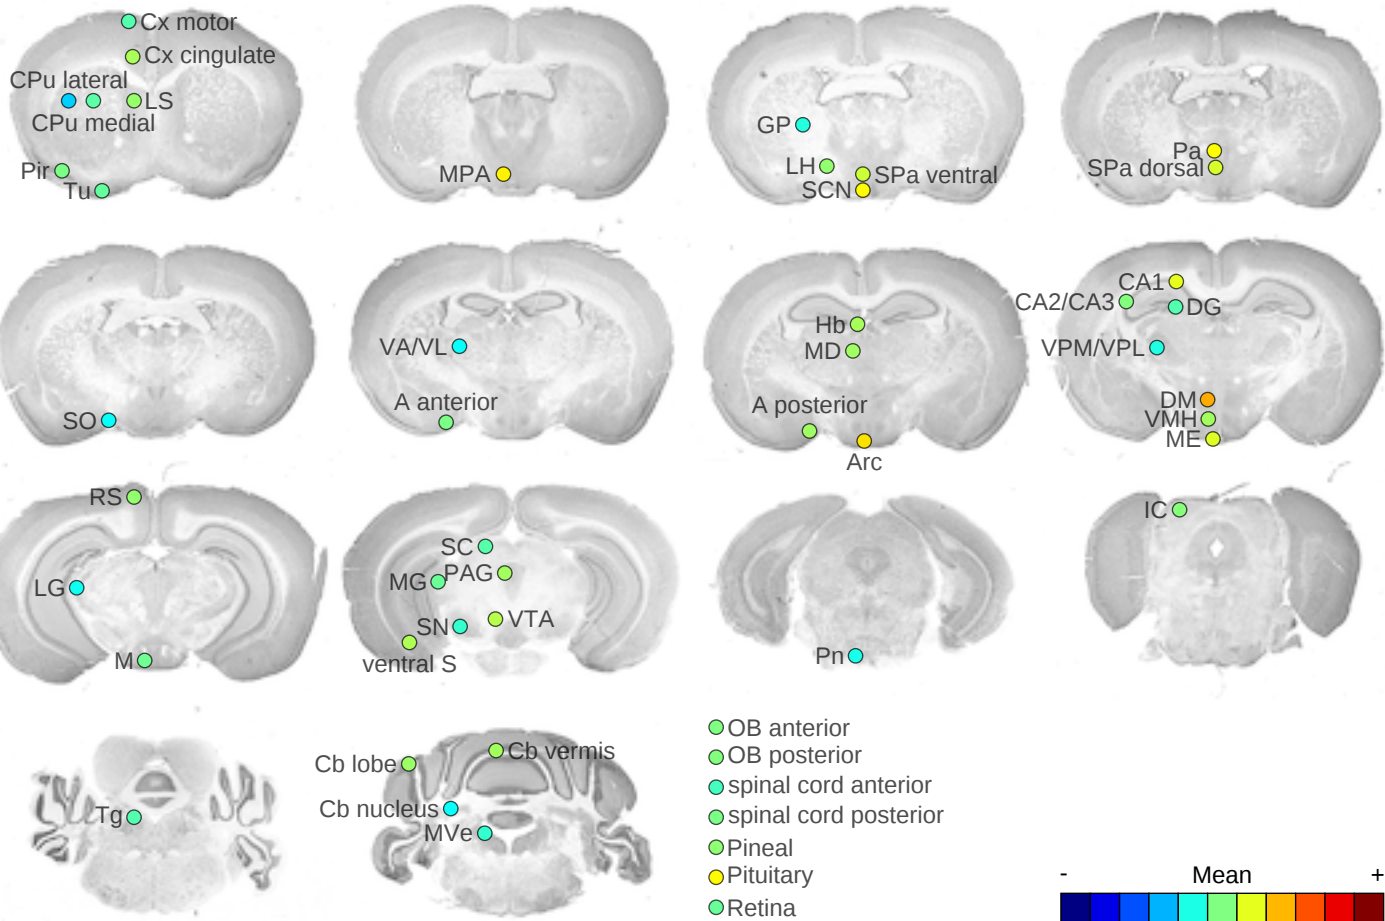 Cx motor
Cx cingulate
CPu lateral
LS
CPu medial
Pir
Tu
MPA
GP
LH
SPa ventral
SCN
Pa
SPa dorsal
SO
VA/VL
A anterior
Hb
MD
A posterior
Arc
CA1
CA2/CA3
DG
VPM/VPL
DM
VMH
ME
RS
LG
M
SC
MG
PAG
SN
VTA
ventral S
Pn
IC
Tg
Cb lobe
Cb vermis
Cb nucleus
MVe
OB anterior
OB posterior
spinal cord anterior
spinal cord posterior
Pineal
Pituitary
Retina
- Mean +